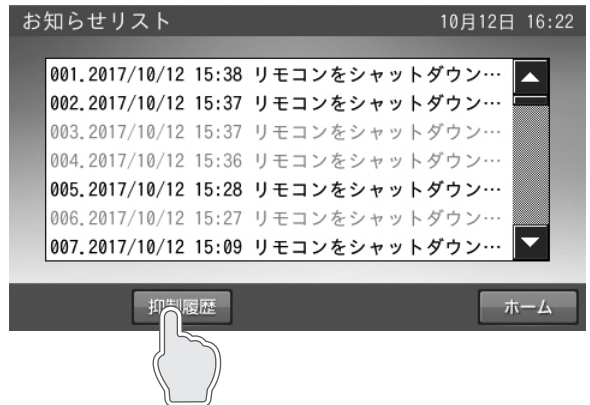 お知らせリスト 10月12日 16:22
001.2017/10/12 15:38 リモコンをシャットダウン…
002.2017/10/12 15:37 リモコンをシャットダウン…
003.2017/10/12 15:37 リモコンをシャットダウン…
004.2017/10/12 15:36 リモコンをシャットダウン…
005.2017/10/12 15:28 リモコンをシャットダウン…
006.2017/10/12 15:27 リモコンをシャットダウン…
007.2017/10/12 15:09 リモコンをシャットダウン…
抑制履歴 ホーム